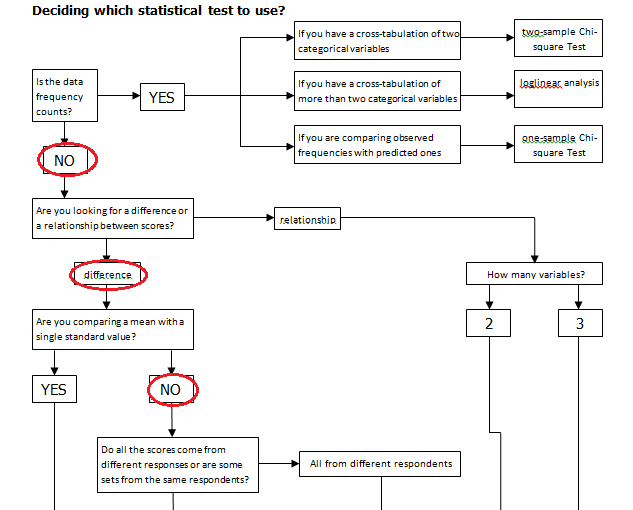 Deciding which statistical test to use?
If you have a cross-tabulation of two
categorical variables
two-sample Chi-
square Test
Is the data
frequency
counts?
YES
If you have a cross-tabulation of
more than two categorical variables
loglinear analysis
If you are comparing observed
frequencies with predicted ones
one-sample Chi-
square Test
NO
Are you looking for a difference or
a relationship between scores?
relationship
difference
How many variables?
Are you comparing a mean with a
single standard value?
2
3
YES
NO
Do all the scores come from
different responses or are some
sets from the same respondents?
All from different respondents